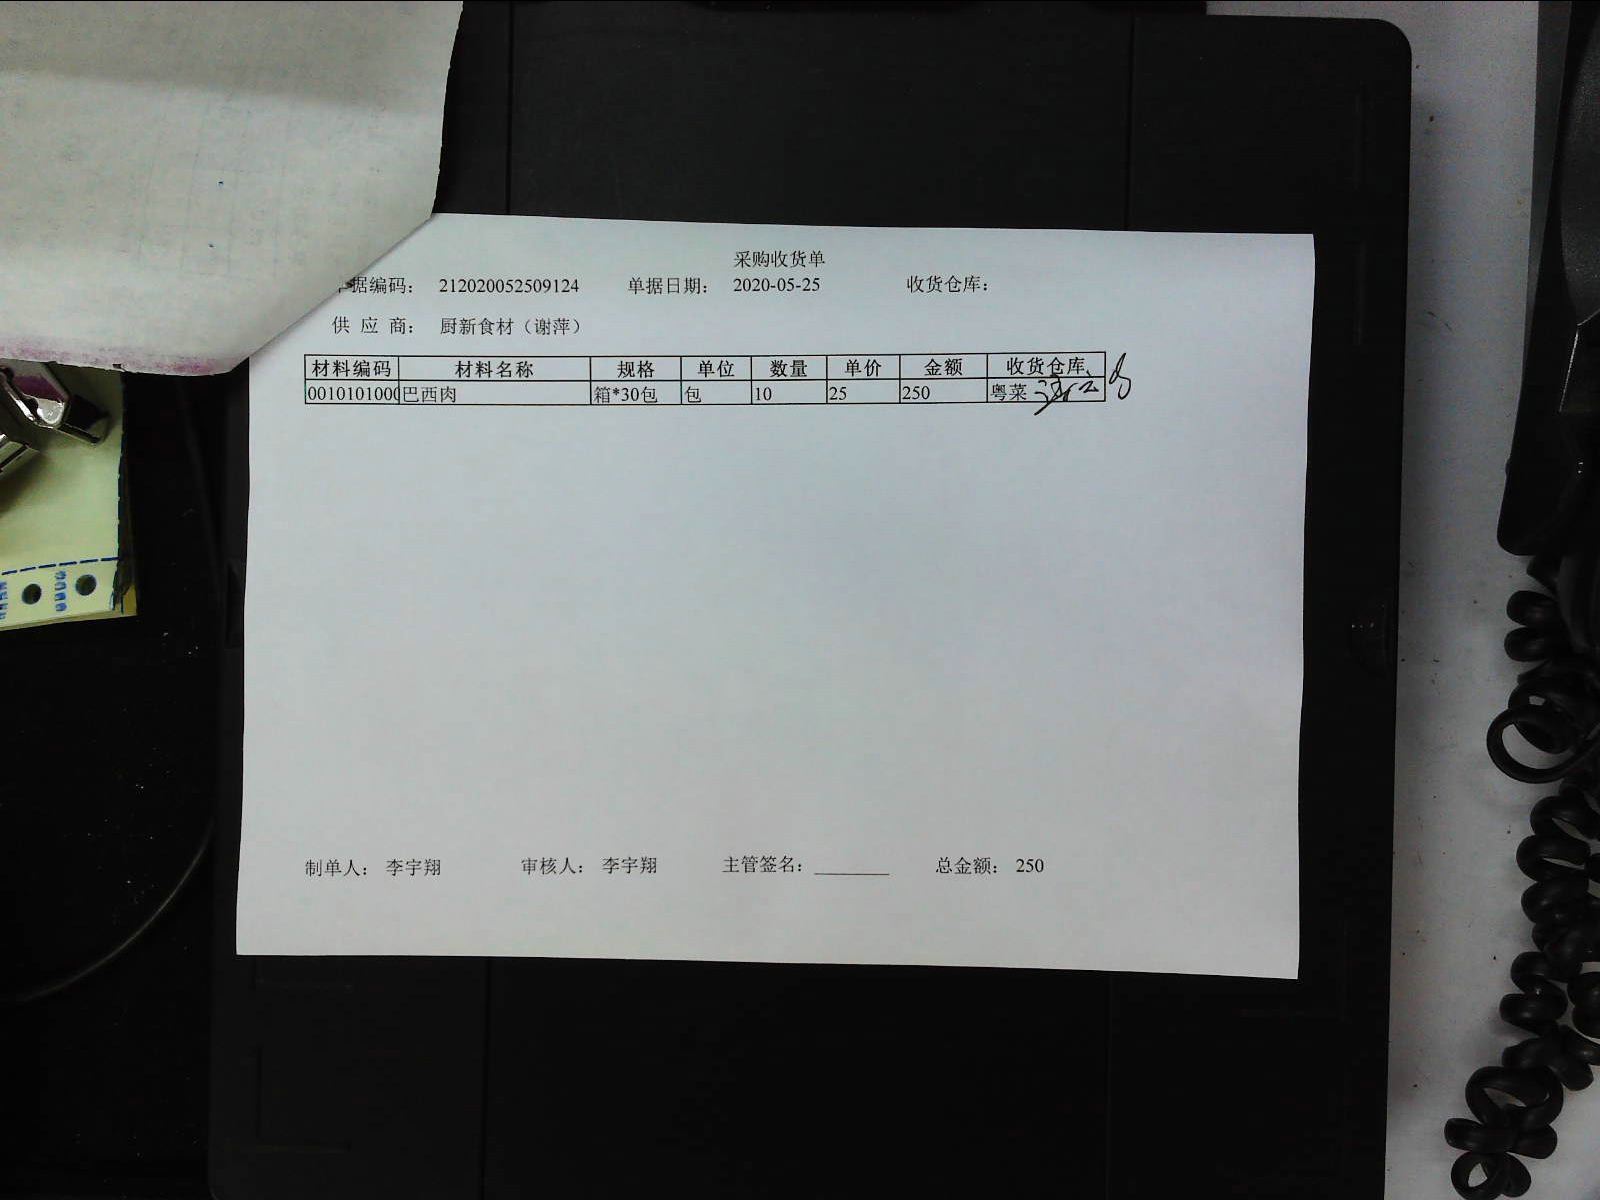 采购收货单
据编码： 212020052509124 单据日期： 2020-05-25 收货仓库：
供 应 商： 厨新食材（谢萍）
材料编码 材料名称 规格 单位 数量 单价 金额 收货仓库
0010101000 巴西肉 箱*30包 包 10 25 250 粤菜
制单人： 李宇翔 审核人： 李宇翔 主管签名：________ 总金额： 250